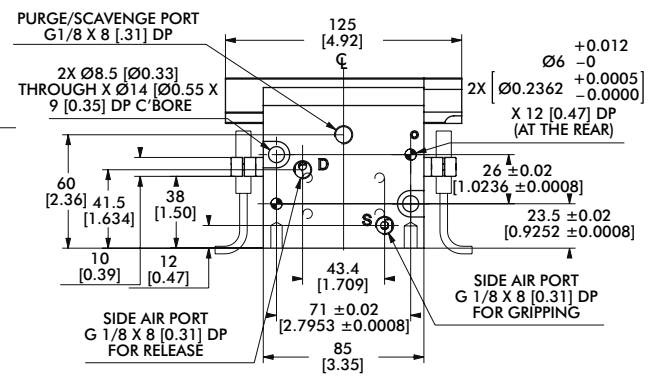 PURGE/SCAVENGE PORT
G1/8 X 8 [.31] DP
125
[4.92]
℄
2X Ø8.5 [Ø0.33]
THROUGH X Ø14 [Ø0.55 X
9 [0.35] DP C'BORE
+0.012
Ø6 -0
+0.0005
2X [Ø0.2362 -0.0000]
X 12 [0.47] DP
(AT THE REAR)
D
S
60
[2.36]
41.5
[1.634]
38
[1.50]
10
[0.39]
12
[0.47]
26 ±0.02
[1.0236 ±0.0008]
23.5 ±0.02
[0.9252 ±0.0008]
43.4
[1.709]
71 ±0.02
[2.7953 ±0.0008]
85
[3.35]
SIDE AIR PORT
G 1/8 X 8 [0.31] DP
FOR RELEASE
SIDE AIR PORT
G 1/8 X 8 [0.31] DP
FOR GRIPPING